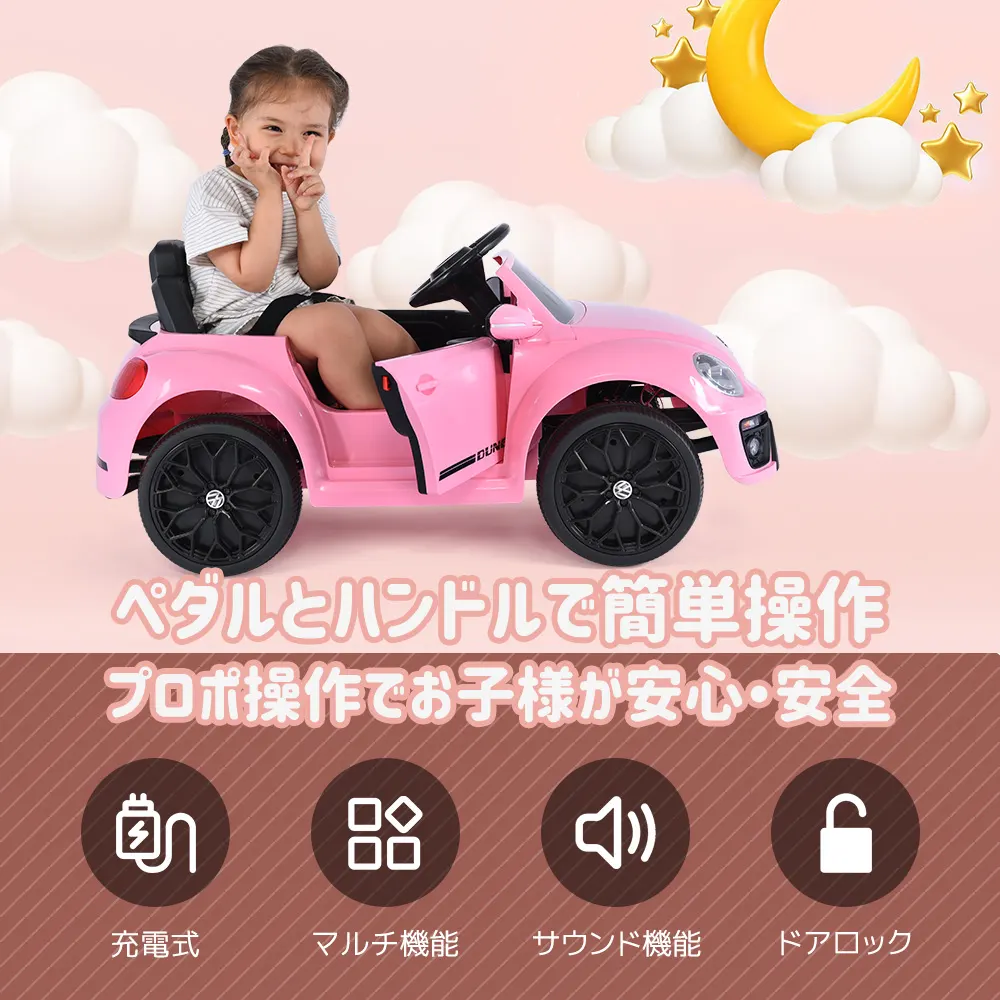 DUNE
ペダルとハンドルで簡単操作
プロポ操作でお子様が安心・安全
充電式
マルチ機能
サウンド機能
ドアロック